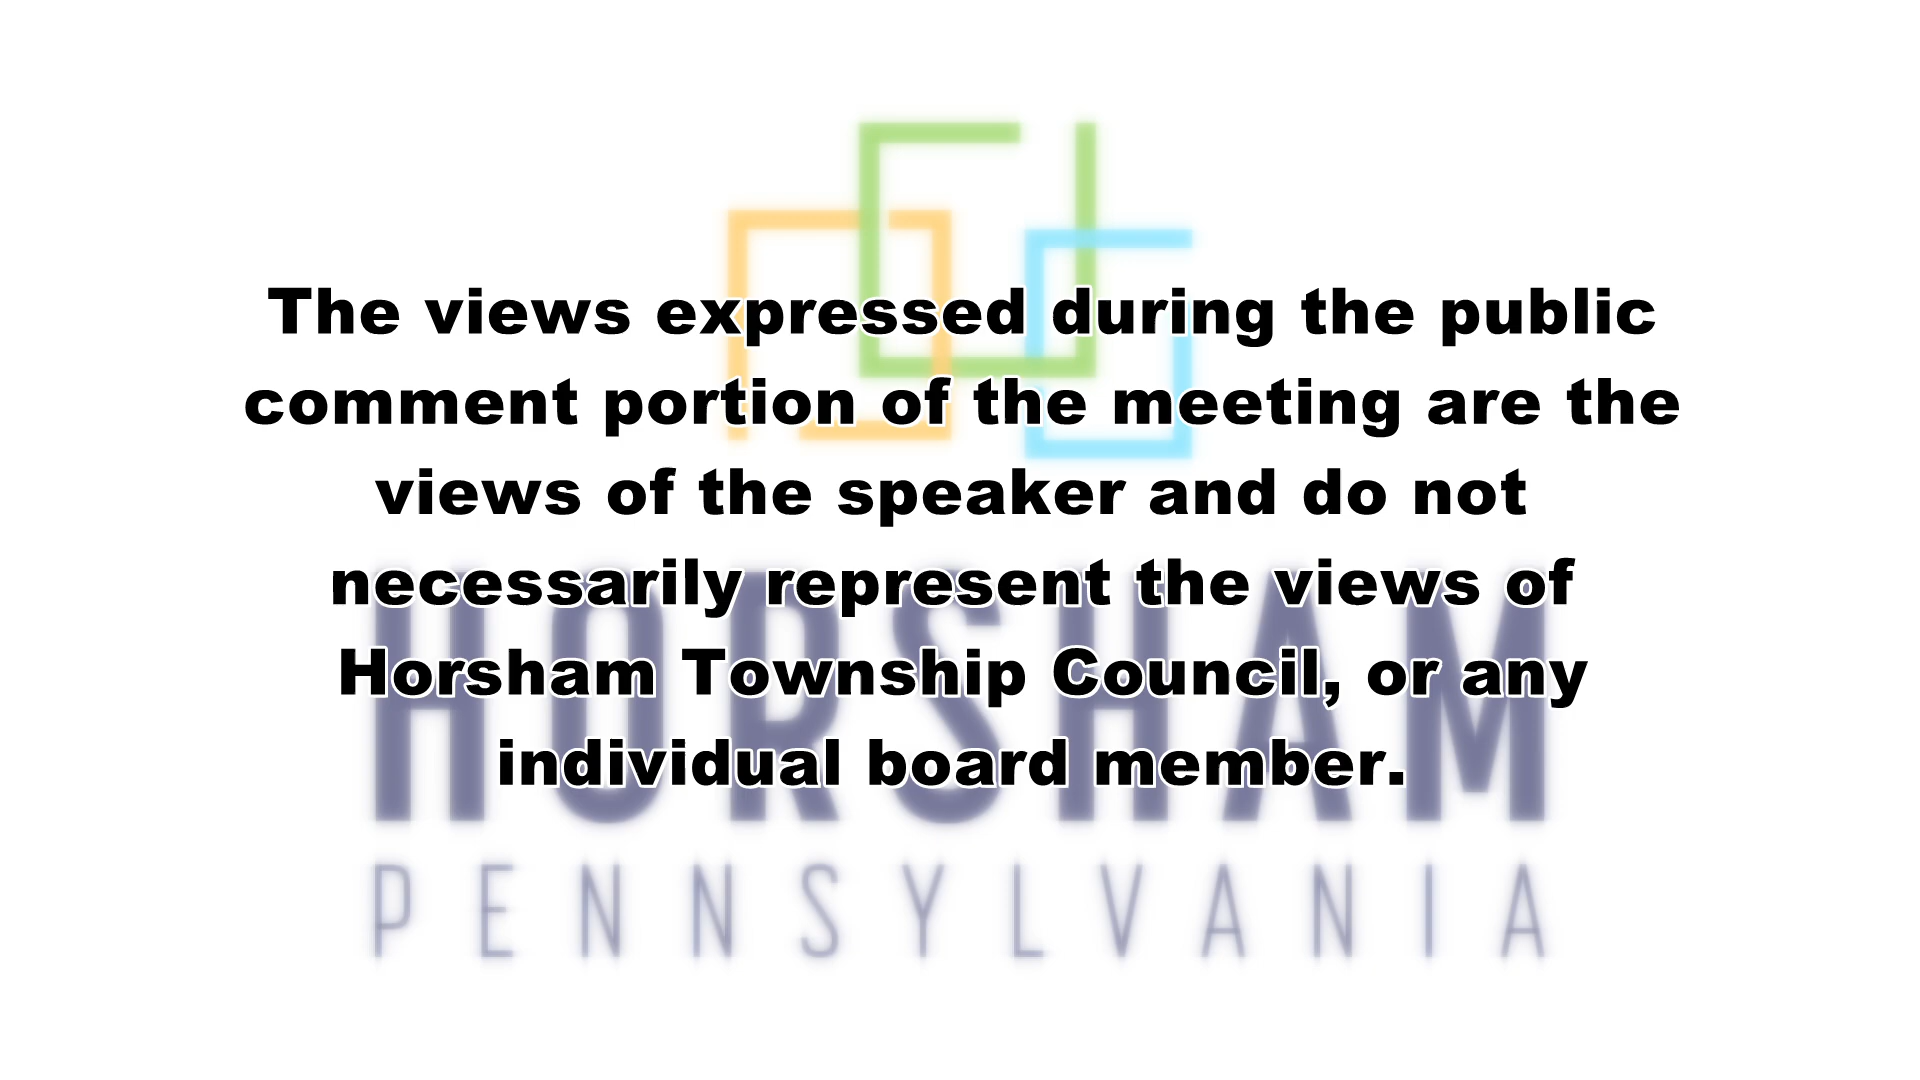 The views expressed during the public
comment portion of the meeting are the
views of the speaker and do not
necessarily represent the views of
Horsham Township Council, or any
individual board member.
HORSHAM
PENNSYLVANIA